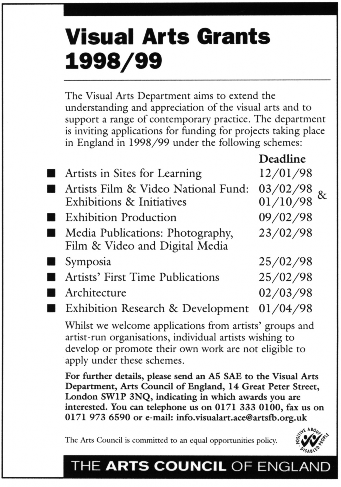 Visual Arts Grants
1998/99
The Visual Arts Department aims to extend the
understanding and appreciation of the visual arts and to
support a range of contemporary practice. The department
is inviting applications for funding for projects taking place
in England in 1998/99 under the following schemes:
Deadline
■ Artists in Sites for Learning 12/01/98
■ Artists Film & Video National Fund: 03/02/98 &
Exhibitions & Initiatives 01/10/98
■ Exhibition Production 09/02/98
■ Media Publications: Photography, 23/02/98
Film & Video and Digital Media
■ Symposia 25/02/98
■ Artists' First Time Publications 25/02/98
■ Architecture 02/03/98
■ Exhibition Research & Development 01/04/98
Whilst we welcome applications from artists' groups and
artist-run organisations, individual artists wishing to
develop or promote their own work are not eligible to
apply under these schemes.
For further details, please send an A5 SAE to the Visual Arts
Department, Arts Council of England, 14 Great Peter Street,
London SW1P 3NQ, indicating in which awards you are
interested. You can telephone us on 0171 333 0100, fax us on
0171 973 6590 or e-mail: info.visualart.ace@artsfb.org.uk
The Arts Council is committed to an equal opportunities policy.
POSITIVE ABOUT DISABLED PEOPLE
THE ARTS COUNCIL OF ENGLAND